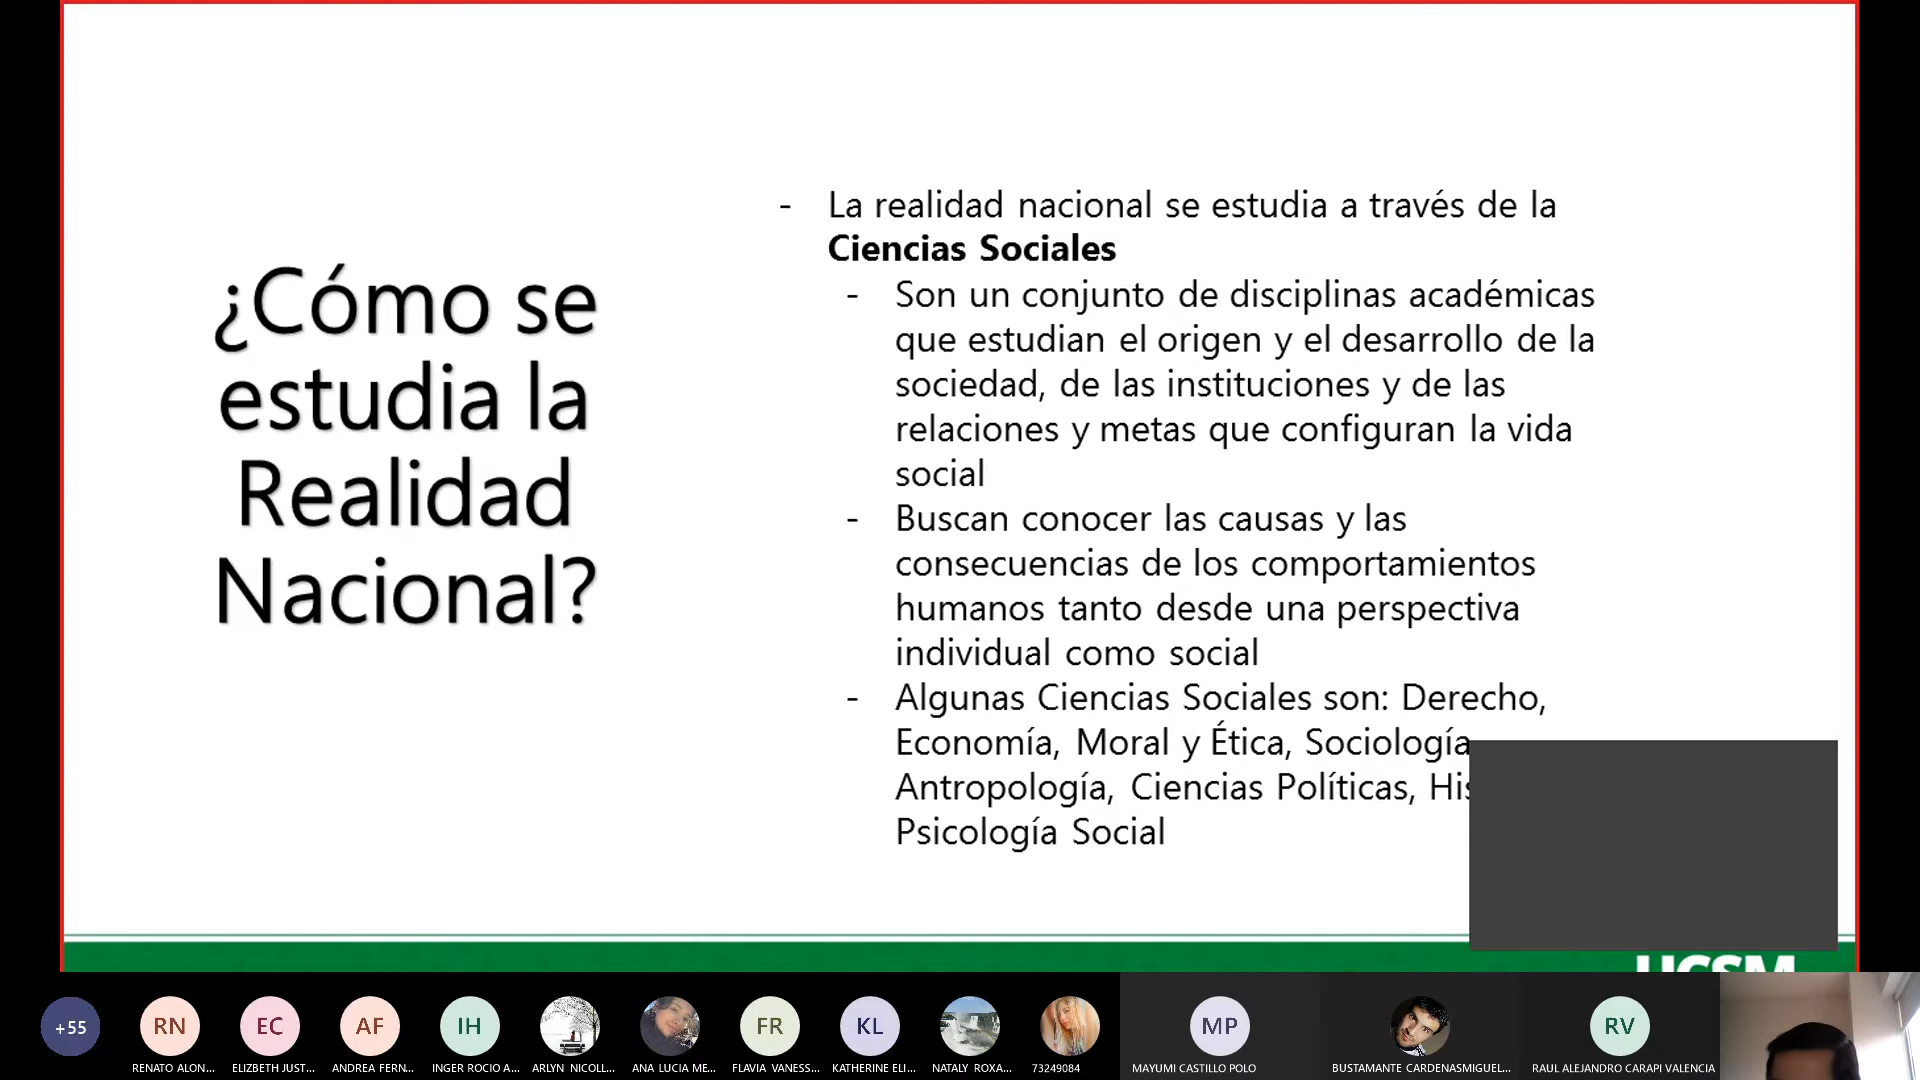 ¿Cómo se
estudia la
Realidad
Nacional?
- La realidad nacional se estudia a través de la
Ciencias Sociales
- Son un conjunto de disciplinas académicas
que estudian el origen y el desarrollo de la
sociedad, de las instituciones y de las
relaciones y metas que configuran la vida
social
- Buscan conocer las causas y las
consecuencias de los comportamientos
humanos tanto desde una perspectiva
individual como social
- Algunas Ciencias Sociales son: Derecho,
Economía, Moral y Ética, Sociología
Antropología, Ciencias Políticas,
Psicología Social
UCSM
+55
RN
EC
AF
IH
FR
KL
MP
RV
RENATO ALON...
ELIZBETH JUST...
ANDREA FERN...
INGER ROCIO A...
ARLYN NICOLL...
ANA LUCIA ME...
FLAVIA VANESS...
KATHERINE ELI...
NATALY ROXA...
73249084
MAYUMI CASTILLO POLO
BUSTAMANTE CARDENASMIGUEL...
RAUL ALEJANDRO CARAPI VALENCIA